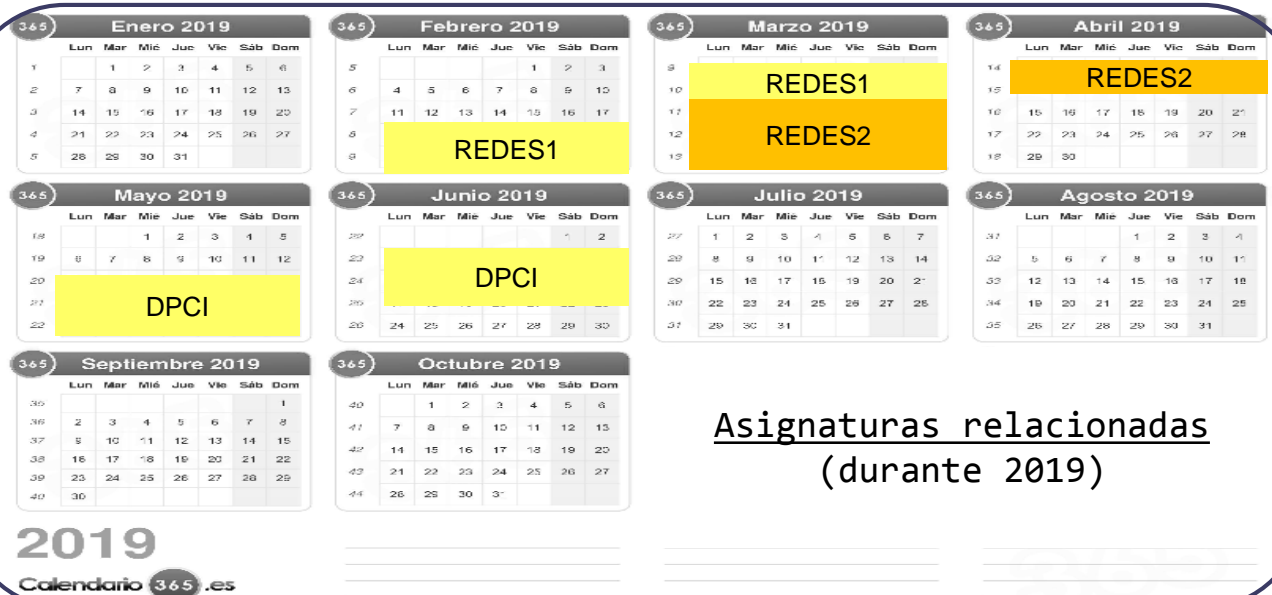 365 Enero 2019
Lun Mar Mié Jue Vie Sáb Dom
1 1 2 3 4 5 6
2 7 8 9 10 11 12 13
3 14 15 16 17 18 19 20
4 21 22 23 24 25 26 27
5 28 29 30 31
365 Febrero 2019
Lun Mar Mié Jue Vie Sáb Dom
5 1 2 3
6 4 5 6 7 8 9 10
7 11 12 13 14 15 16 17
8
9
REDES1
365 Marzo 2019
Lun Mar Mié Jue Vie Sáb Dom
9
10
11
12
13
REDES1
REDES2
365 Abril 2019
Lun Mar Mié Jue Vie Sáb Dom
14
15
REDES2
16 15 16 17 18 19 20 21
17 22 23 24 25 26 27 28
18 29 30
365 Mayo 2019
Lun Mar Mié Jue Vie Sáb Dom
18 1 2 3 4 5
19 6 7 8 9 10 11 12
20
21
22
DPCI
365 Junio 2019
Lun Mar Mié Jue Vie Sáb Dom
22 1 2
23
24
DPCI
26 24 25 26 27 28 29 30
365 Julio 2019
Lun Mar Mié Jue Vie Sáb Dom
27 1 2 3 4 5 6 7
28 8 9 10 11 12 13 14
29 15 16 17 18 19 20 21
30 22 23 24 25 26 27 28
31 29 30 31
365 Agosto 2019
Lun Mar Mié Jue Vie Sáb Dom
31 1 2 3 4
32 5 6 7 8 9 10 11
33 12 13 14 15 16 17 18
34 19 20 21 22 23 24 25
35 26 27 28 29 30 31
365 Septiembre 2019
Lun Mar Mié Jue Vie Sáb Dom
35 1
36 2 3 4 5 6 7 8
37 9 10 11 12 13 14 15
38 16 17 18 19 20 21 22
39 23 24 25 26 27 28 29
40 30
365 Octubre 2019
Lun Mar Mié Jue Vie Sáb Dom
40 1 2 3 4 5 6
41 7 8 9 10 11 12 13
42 14 15 16 17 18 19 20
43 21 22 23 24 25 26 27
44 28 29 30 31
Asignaturas relacionadas
(durante 2019)
2019
Calendario 365 .es